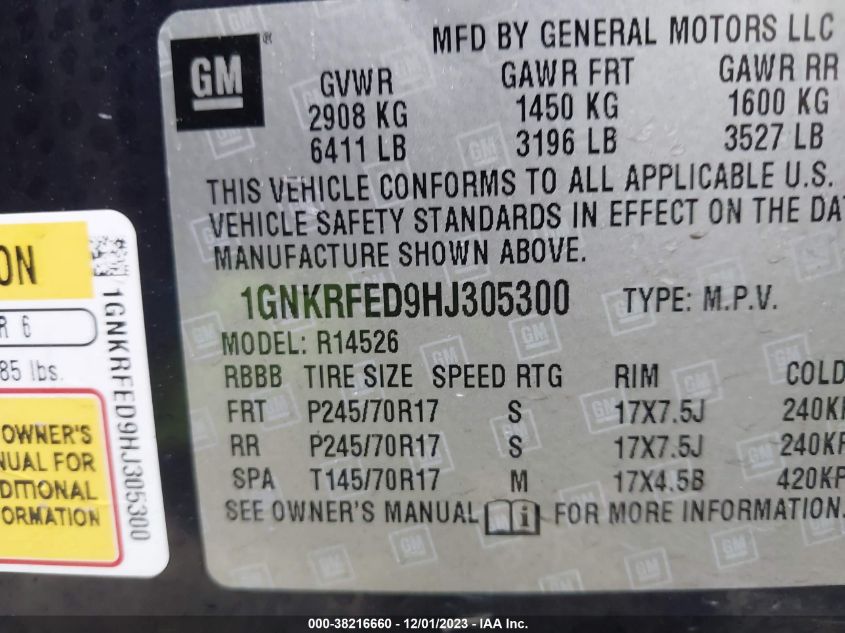 GM ®
MFD BY GENERAL MOTORS LLC
GVWR GAWR FRT GAWR RR
2908 KG 1450 KG 1600 KG
6411 LB 3196 LB 3527 LB
THIS VEHICLE CONFORMS TO ALL APPLICABLE U.S.
VEHICLE SAFETY STANDARDS IN EFFECT ON THE DA
MANUFACTURE SHOWN ABOVE.
1GNKRFED9HJ305300 TYPE: M.P.V.
MODEL: R14526
RBBB TIRE SIZE SPEED RTG RIM COLD
FRT P245/70R17 S 17X7.5J 240KP
RR P245/70R17 S 17X7.5J 240KP
SPA T145/70R17 M 17X4.5B 420KP
SEE OWNER'S MANUAL i FOR MORE INFORMATION.
ON
R 6
85 lbs.
OWNER'S
NUAL FOR
DITIONAL
ORMATION
1GNKRFED9HJ305300
000-38216660 - 12/01/2023 - © IAA, Inc.